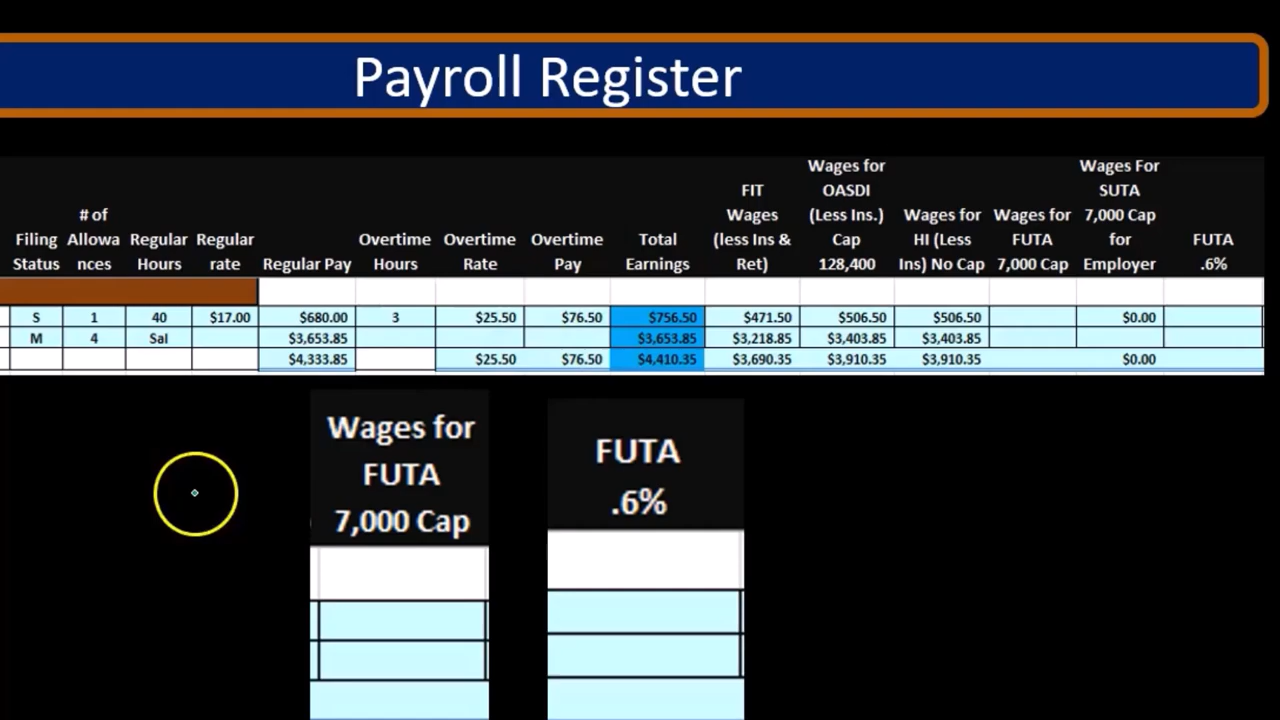 Payroll Register
Filing Status # of Allowa nces Regular Hours Regular rate Regular Pay Overtime Hours Overtime Rate Overtime Pay Total Earnings FIT Wages (less Ins & Ret) Wages for OASDI (Less Ins.) Cap 128,400 Wages for HI (Less Ins) No Cap Wages for FUTA 7,000 Cap Wages For SUTA 7,000 Cap for Employer FUTA .6%
S 1 40 $17.00 $680.00 3 $25.50 $76.50 $756.50 $471.50 $506.50 $506.50 $0.00
M 4 Sal $3,653.85 $3,653.85 $3,218.85 $3,403.85 $3,403.85
$4,333.85 $25.50 $76.50 $4,410.35 $3,690.35 $3,910.35 $3,910.35 $0.00
Wages for
FUTA
7,000 Cap
FUTA
.6%